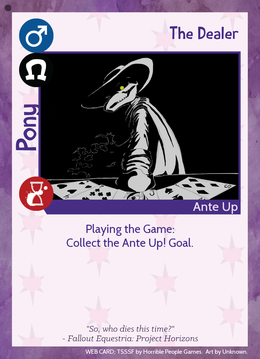 The Dealer
Pony
Ante Up
Playing the Game:
Collect the Ante Up! Goal.
"So, who dies this time?"
- Fallout Equestria: Project Horizons
WEB CARD; TSSSF by Horrible People Games. Art by Unknown.